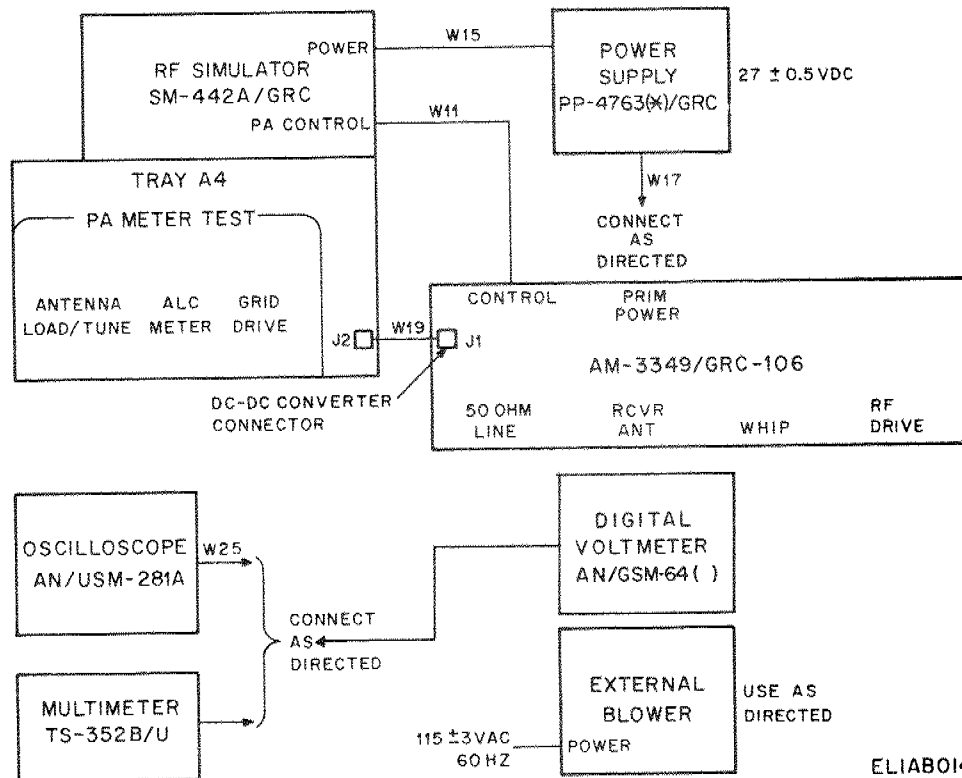 POWER
RF SIMULATOR
SM-442A/GRC
PA CONTROL
W15
W11
POWER
SUPPLY
PP-4763(X)/GRC
27 ± 0.5 VDC
W17
CONNECT
AS
DIRECTED
TRAY A4
PA METER TEST
ANTENNA
LOAD/TUNE
ALC
METER
GRID
DRIVE
J2
W19
J1
DC-DC CONVERTER
CONNECTOR
CONTROL
PRIM
POWER
AM-3349/GRC-106
50 OHM
LINE
RCVR
ANT
WHIP
RF
DRIVE
OSCILLOSCOPE
AN/USM-281A
W25
MULTIMETER
TS-352B/U
CONNECT
AS
DIRECTED
DIGITAL
VOLTMETER
AN/GSM-64( )
EXTERNAL
BLOWER
POWER
115 ±3VAC
60HZ
USE AS
DIRECTED